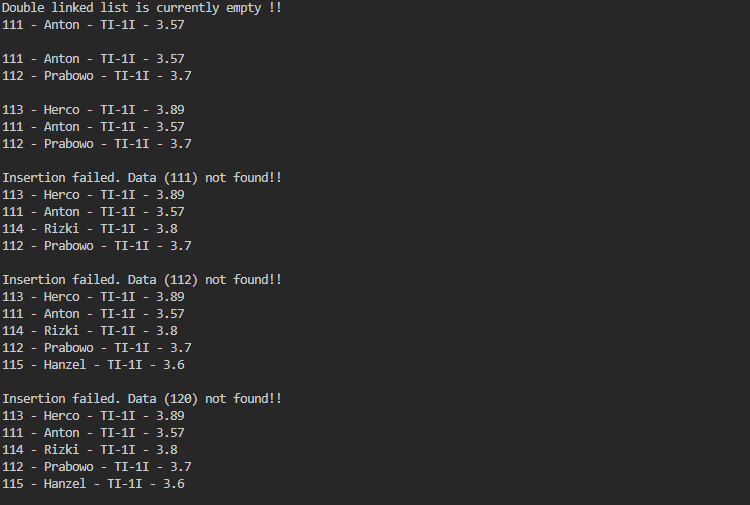 Double linked list is currently empty !!
111 - Anton - TI-1I - 3.57
111 - Anton - TI-1I - 3.57
112 - Prabowo - TI-1I - 3.7
113 - Herco - TI-1I - 3.89
111 - Anton - TI-1I - 3.57
112 - Prabowo - TI-1I - 3.7
Insertion failed. Data (111) not found!!
113 - Herco - TI-1I - 3.89
111 - Anton - TI-1I - 3.57
114 - Rizki - TI-1I - 3.8
112 - Prabowo - TI-1I - 3.7
Insertion failed. Data (112) not found!!
113 - Herco - TI-1I - 3.89
111 - Anton - TI-1I - 3.57
114 - Rizki - TI-1I - 3.8
112 - Prabowo - TI-1I - 3.7
115 - Hanzel - TI-1I - 3.6
Insertion failed. Data (120) not found!!
113 - Herco - TI-1I - 3.89
111 - Anton - TI-1I - 3.57
114 - Rizki - TI-1I - 3.8
112 - Prabowo - TI-1I - 3.7
115 - Hanzel - TI-1I - 3.6